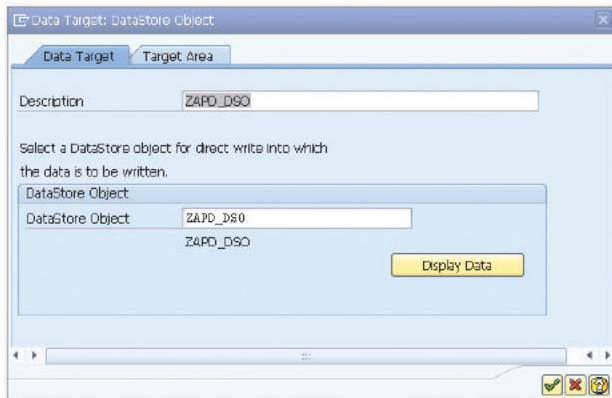 Data Target: DataStore Object
Data Target Target Area
Description ZAPD_DSO
Select a DataStore object for direct write into which
the data is to be written.
DataStore Object
DataStore Object ZAPD_DSO
ZAPD_DSO
Display Data